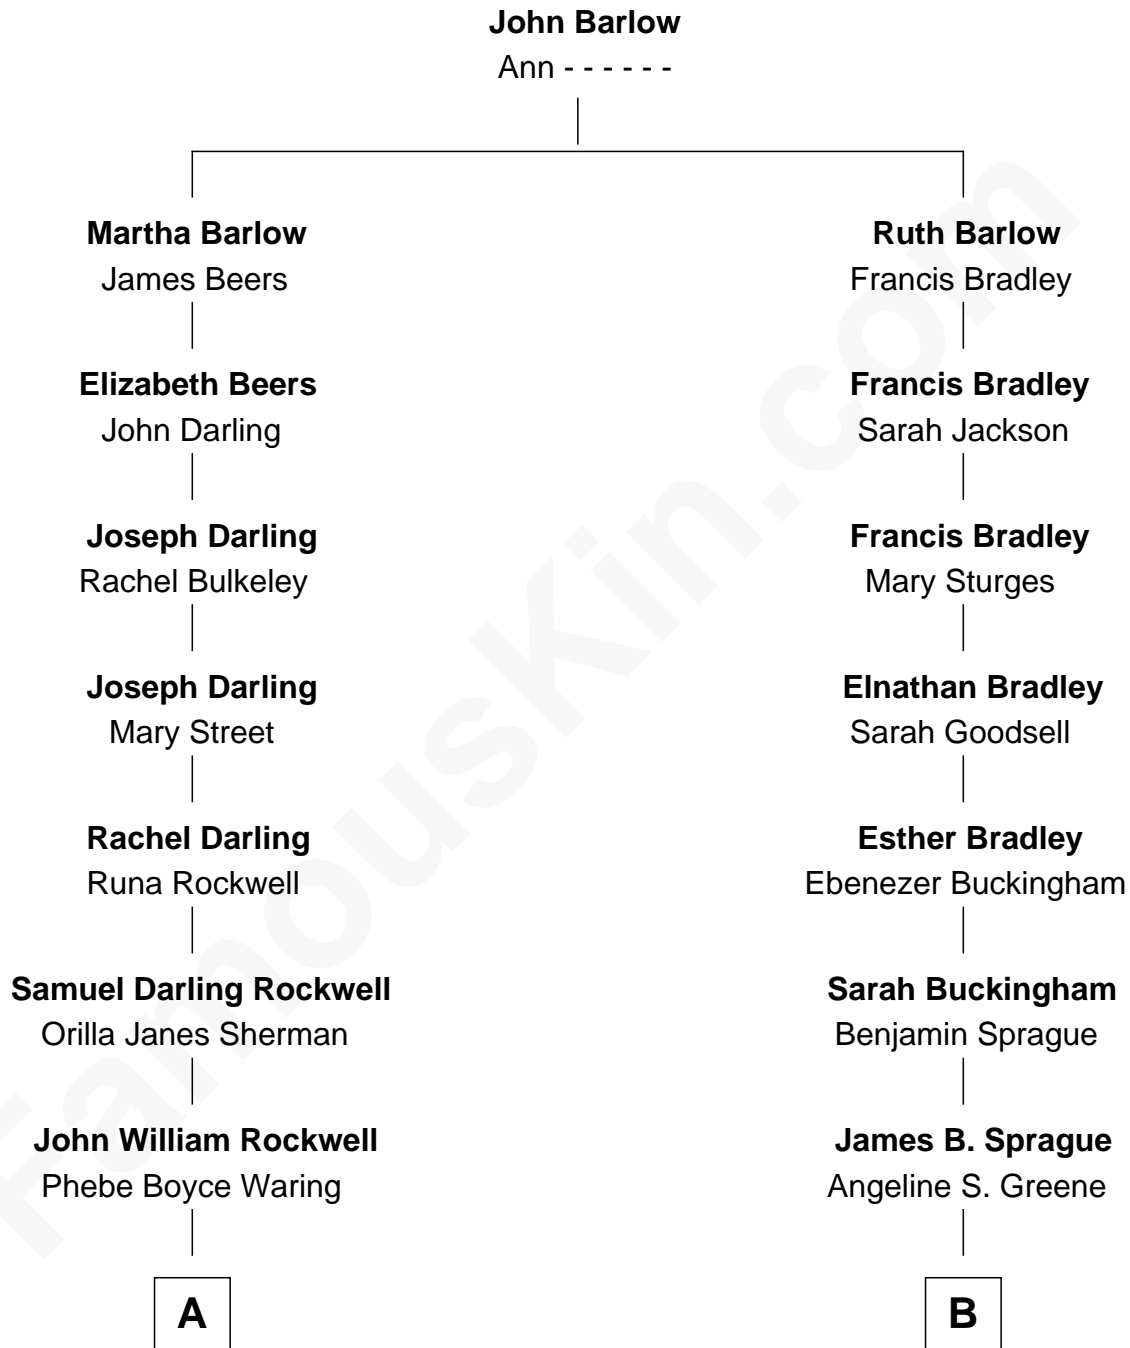 John Barlow
Ann - - - - - -
Martha Barlow
James Beers
Ruth Barlow
Francis Bradley
Elizabeth Beers
John Darling
Francis Bradley
Sarah Jackson
Joseph Darling
Rachel Bulkeley
Francis Bradley
Mary Sturges
Joseph Darling
Mary Street
Elnathan Bradley
Sarah Goodsell
Rachel Darling
Runa Rockwell
Esther Bradley
Ebenezer Buckingham
Samuel Darling Rockwell
Orilla Janes Sherman
Sarah Buckingham
Benjamin Sprague
John William Rockwell
Phebe Boyce Waring
James B. Sprague
Angeline S. Greene
A
B
FamousKin.com